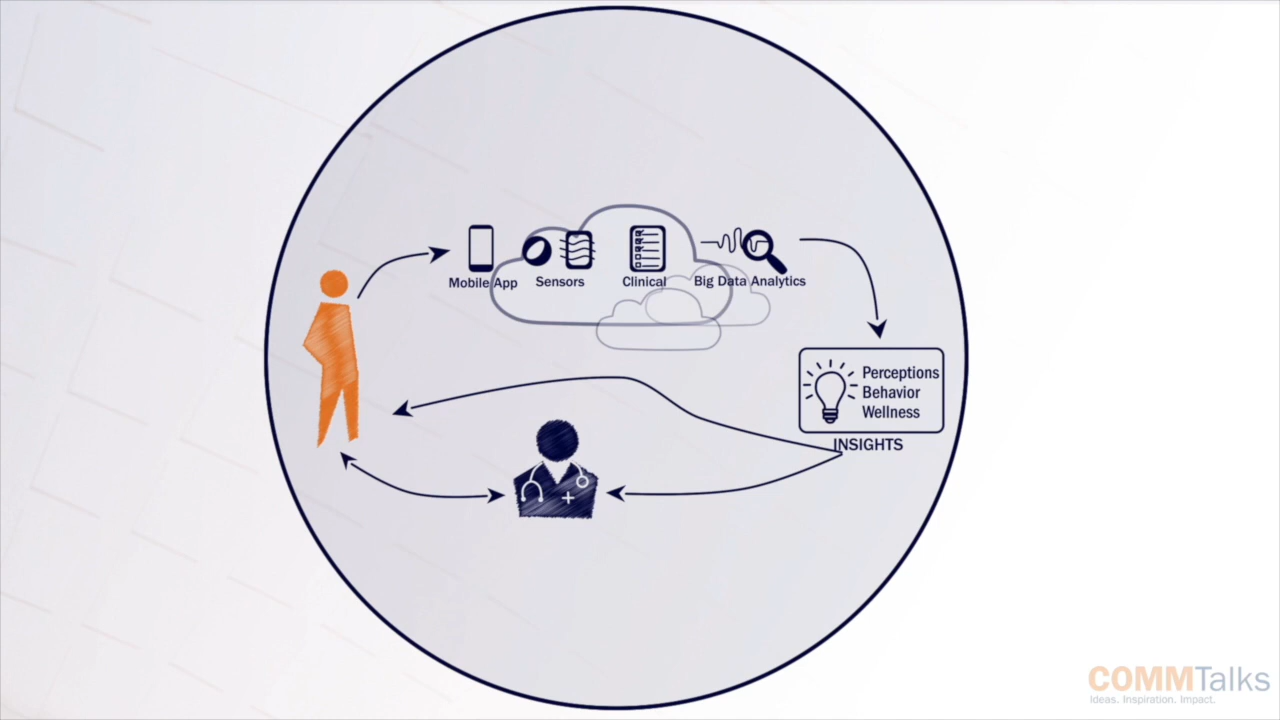 Mobile App
Sensors
Clinical
Big Data Analytics
Perceptions
Behavior
Wellness
INSIGHTS
COMMTalks
Ideas. Inspiration. Impact.